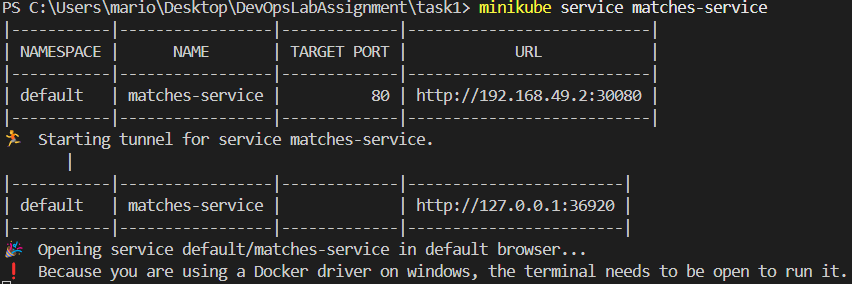 PS C:\Users\mario\Desktop\DevOpsLabAssignment\task1> minikube service matches-service
|-----------|-----------------|-------------|---------------------------|
| NAMESPACE |      NAME       | TARGET PORT |            URL            |
|-----------|-----------------|-------------|---------------------------|
| default   | matches-service |          80 | http://192.168.49.2:30080 |
|-----------|-----------------|-------------|---------------------------|
🏃  Starting tunnel for service matches-service.
|
|-----------|-----------------|-------------|------------------------|
| default   | matches-service |             | http://127.0.0.1:36920 |
|-----------|-----------------|-------------|------------------------|
🎉  Opening service default/matches-service in default browser...
❗  Because you are using a Docker driver on windows, the terminal needs to be open to run it.